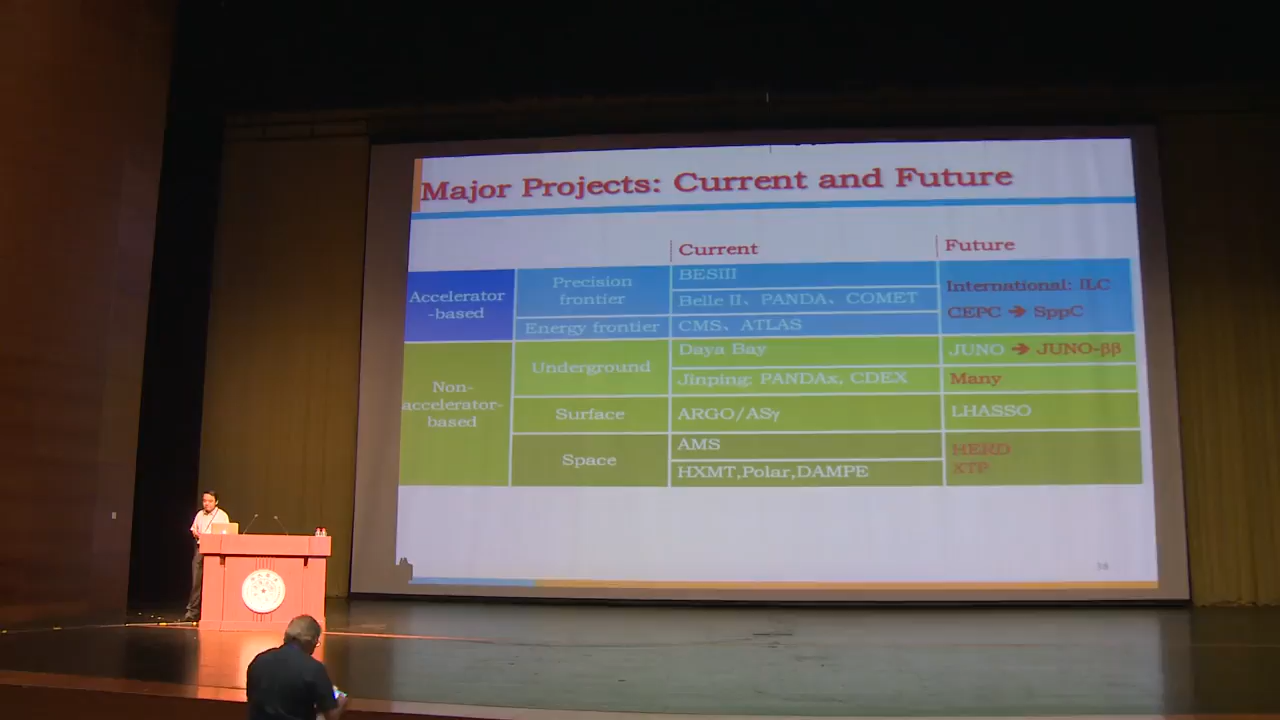 Major Projects: Current and Future
Current
Future
Accelerator
-based
Precision
frontier
BESIII
Belle II、PANDA、COMET
International: ILC
CEPC ➔ SppC
Energy frontier
CMS、ATLAS
Non-
accelerator-
based
Underground
Daya Bay
JUNO ➔ JUNO-ββ
Jinping: PANDAx, CDEX
Many
Surface
ARGO/ASγ
LHASSO
Space
AMS
HXMT,Polar,DAMPE
HERD
XTP
38